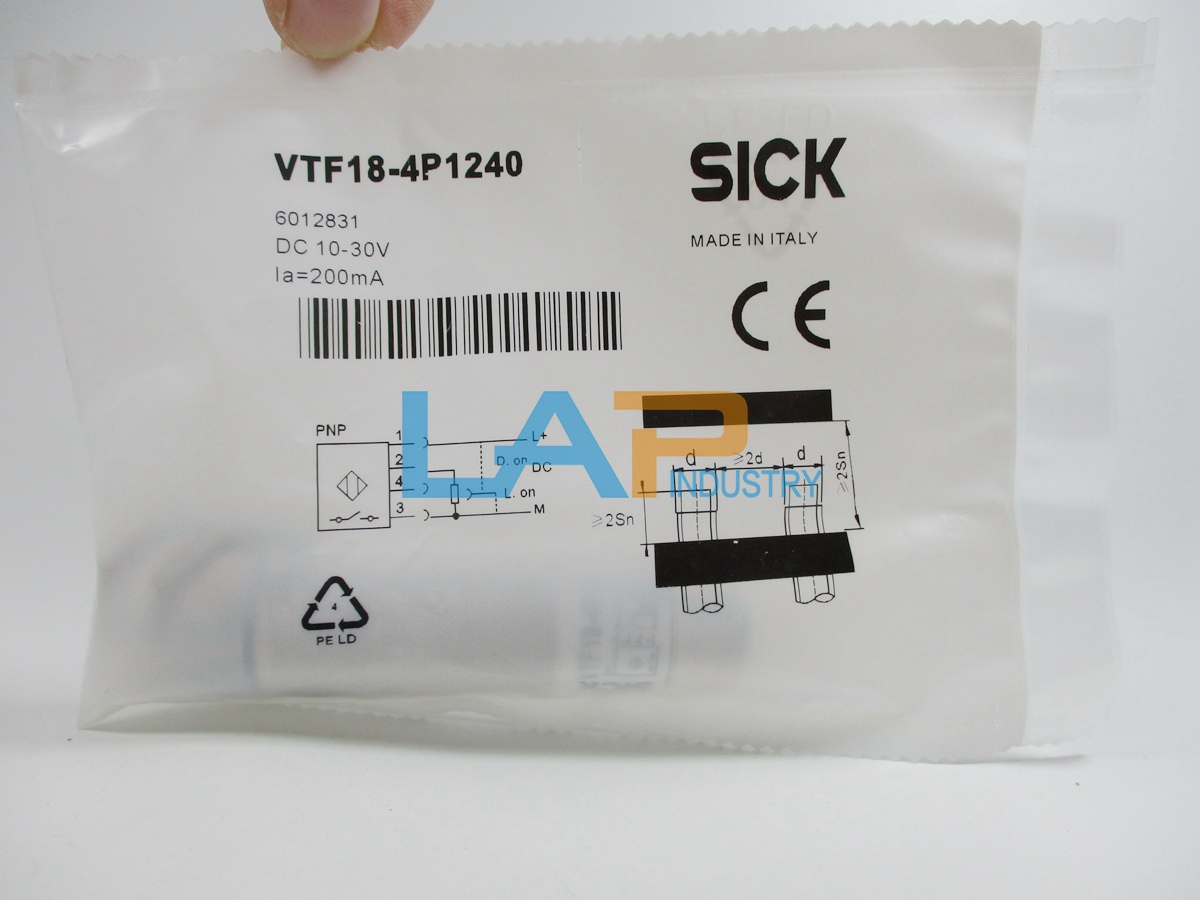 VTF18-4P1240
6012831
DC 10-30V
Ia=200mA
SICK
MADE IN ITALY
CE
LAP
INDUSTRY
PNP
1
2
4
3
L+
D. on
DC
L. on
M
d
≥2d
d
≥2Sn
≥2Sn
4
PE LD